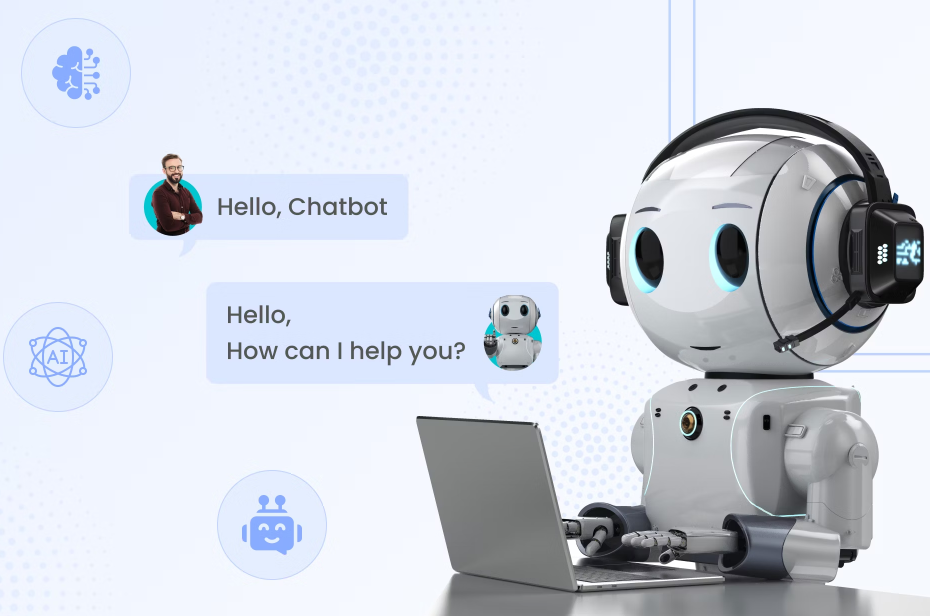 Hello, Chatbot
Hello,
How can I help you?
AI